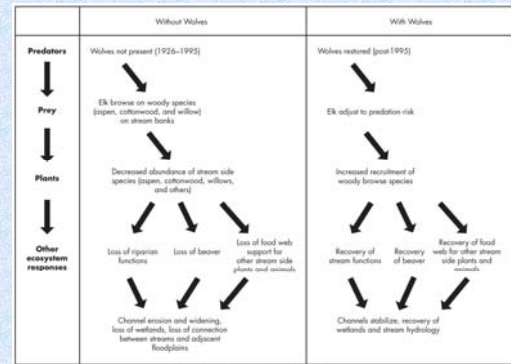 Without Wolves
With Wolves
Predators
Wolves not present (1926–1995)
Wolves restored (post-1995)
Prey
Elk browse on woody species
(aspen, cottonwood, and willow)
on stream banks
Elk adjust to predation risk
Plants
Decreased abundance of stream side
species (aspen, cottonwood, willows,
and others)
Increased recruitment of
woody browse species
Other
ecosystem
responses
Loss of riparian
functions
Loss of beaver
Loss of food web
support for
other stream side
plants and animals
Recovery of
stream functions
Recovery
of beaver
Recovery of food
web for other stream
side plants and
animals
Channel erosion and widening,
loss of wetlands, loss of connection
between streams and adjacent
floodplains
Channels stabilize, recovery of
wetlands and stream hydrology